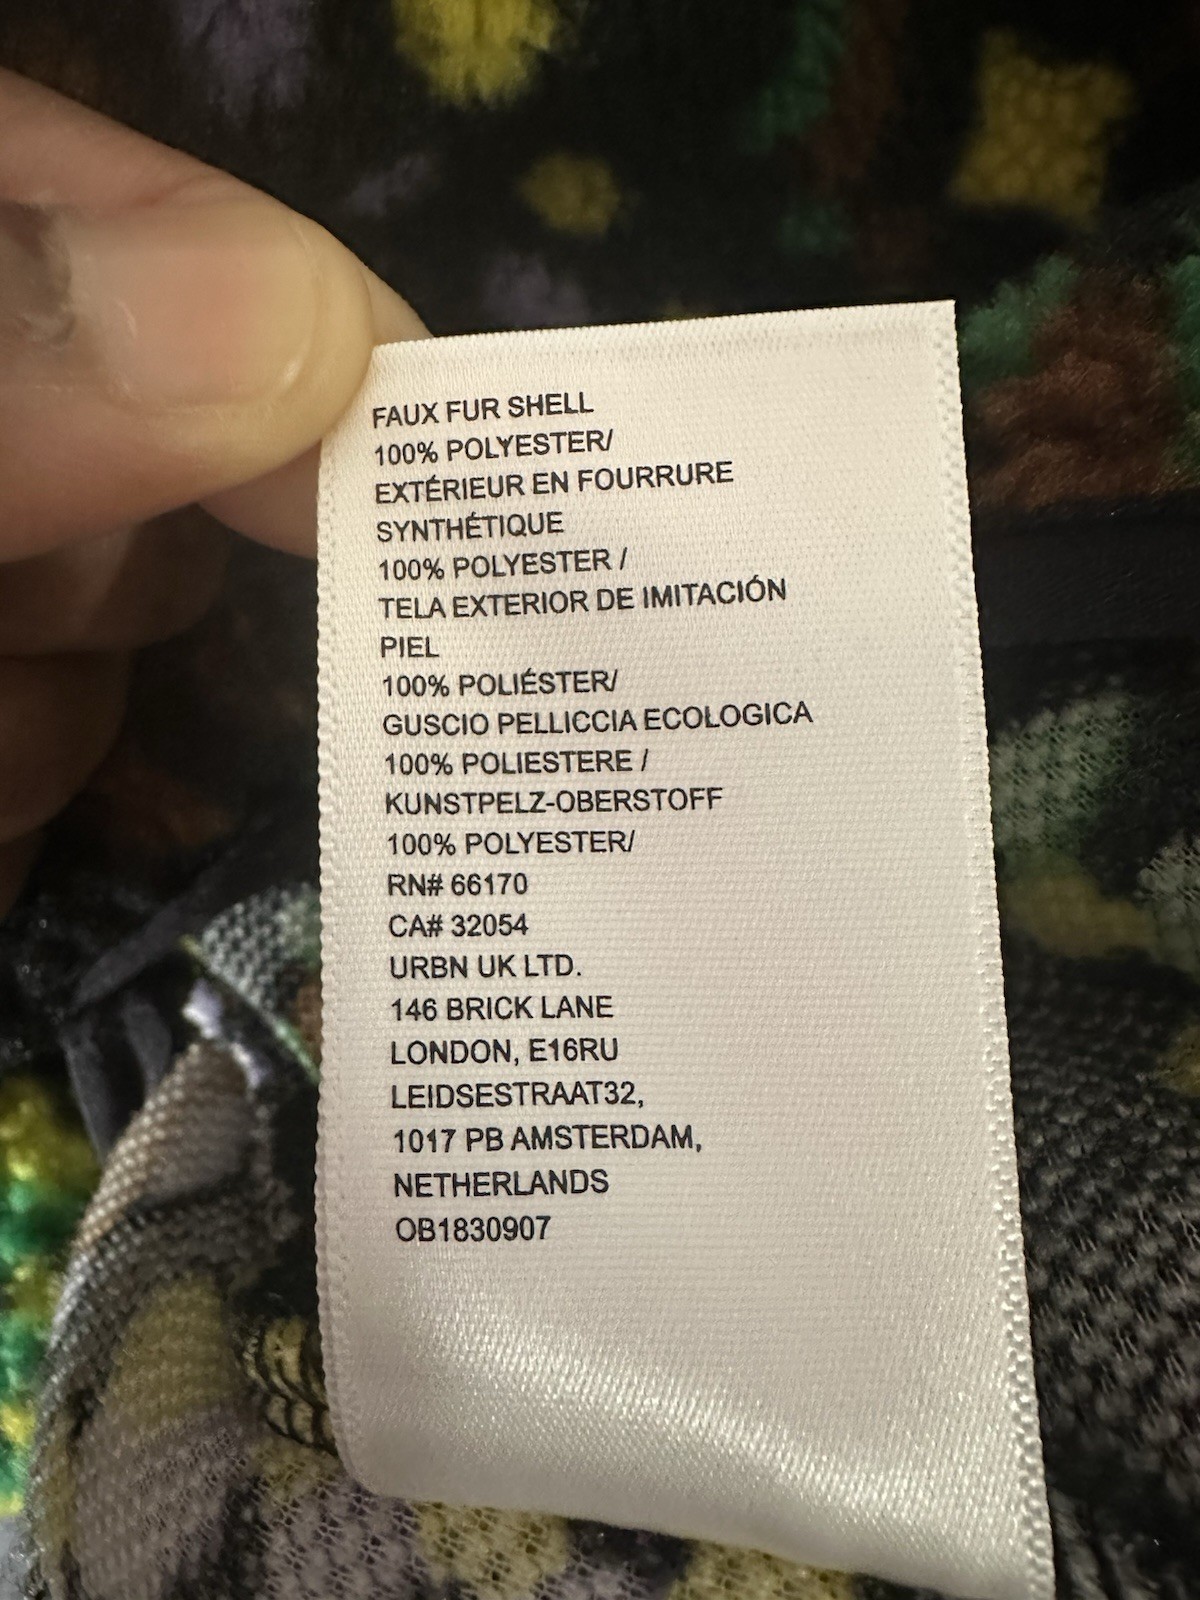 FAUX FUR SHELL
100% POLYESTER/
EXTÉRIEUR EN FOURRURE
SYNTHÉTIQUE
100% POLYESTER /
TELA EXTERIOR DE IMITACIÓN
PIEL
100% POLIÉSTER/
GUSCIO PELLICCIA ECOLOGICA
100% POLIESTERE /
KUNSTPELZ-OBERSTOFF
100% POLYESTER/
RN# 66170
CA# 32054
URBN UK LTD.
146 BRICK LANE
LONDON, E16RU
LEIDSESTRAAT32,
1017 PB AMSTERDAM,
NETHERLANDS
OB1830907